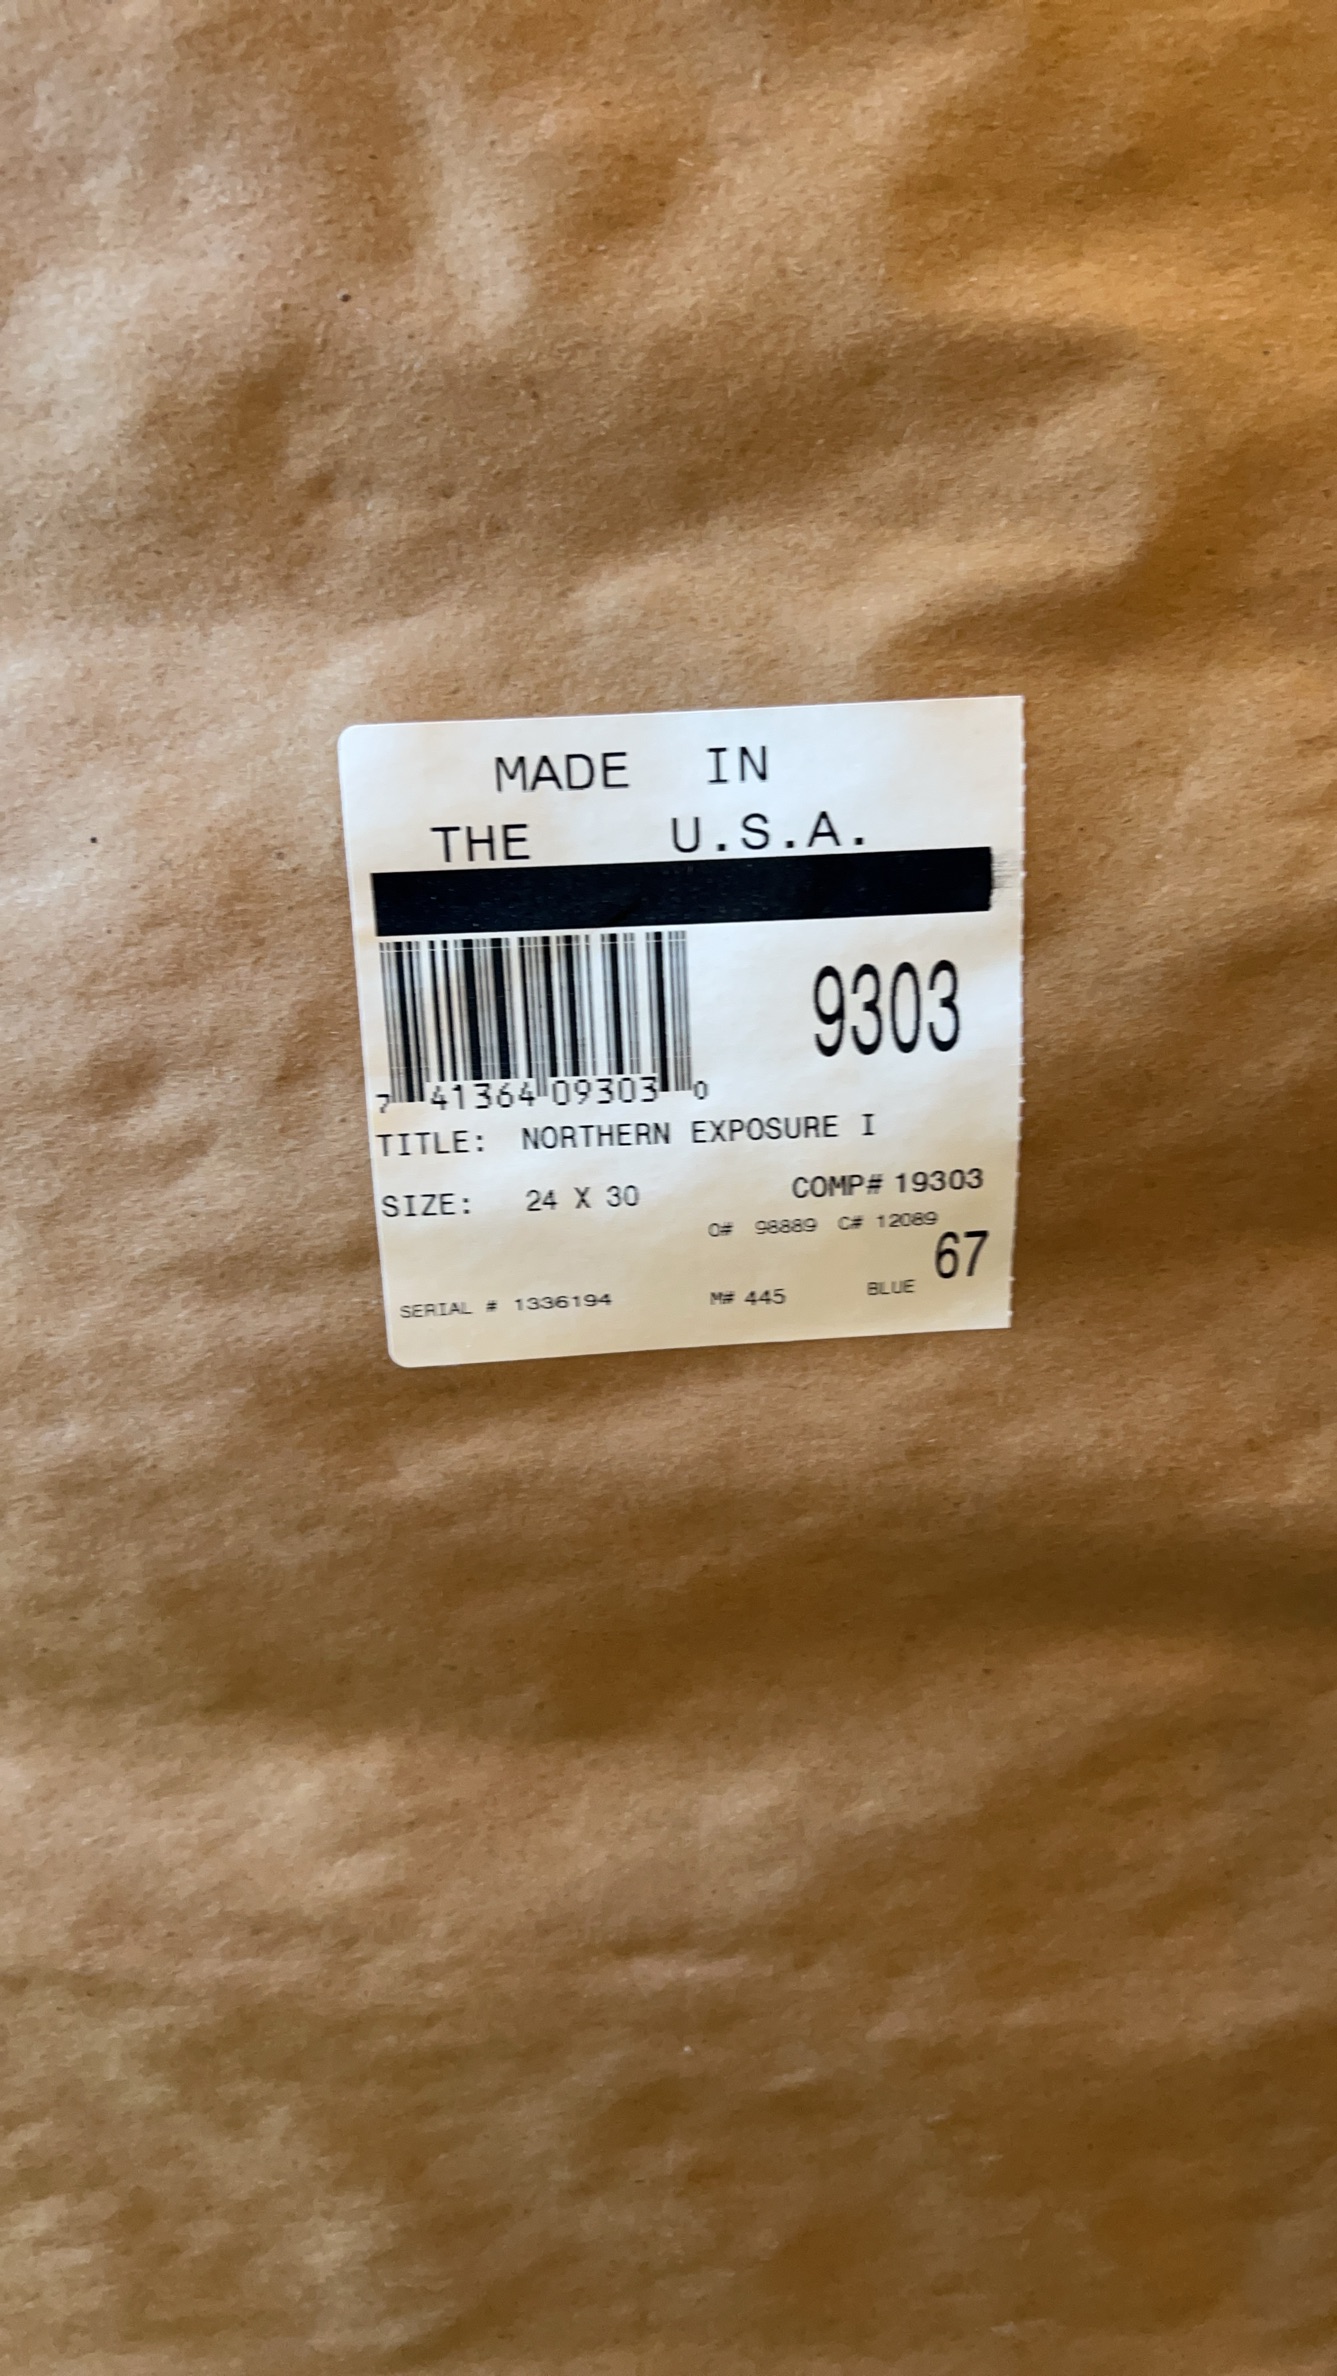 MADE IN
THE U.S.A.
9303
7 41364 09303 0
TITLE: NORTHERN EXPOSURE I
SIZE: 24 X 30 COMP# 19303
O# 98889 C# 12089
67
SERIAL # 1336194 M# 445 BLUE